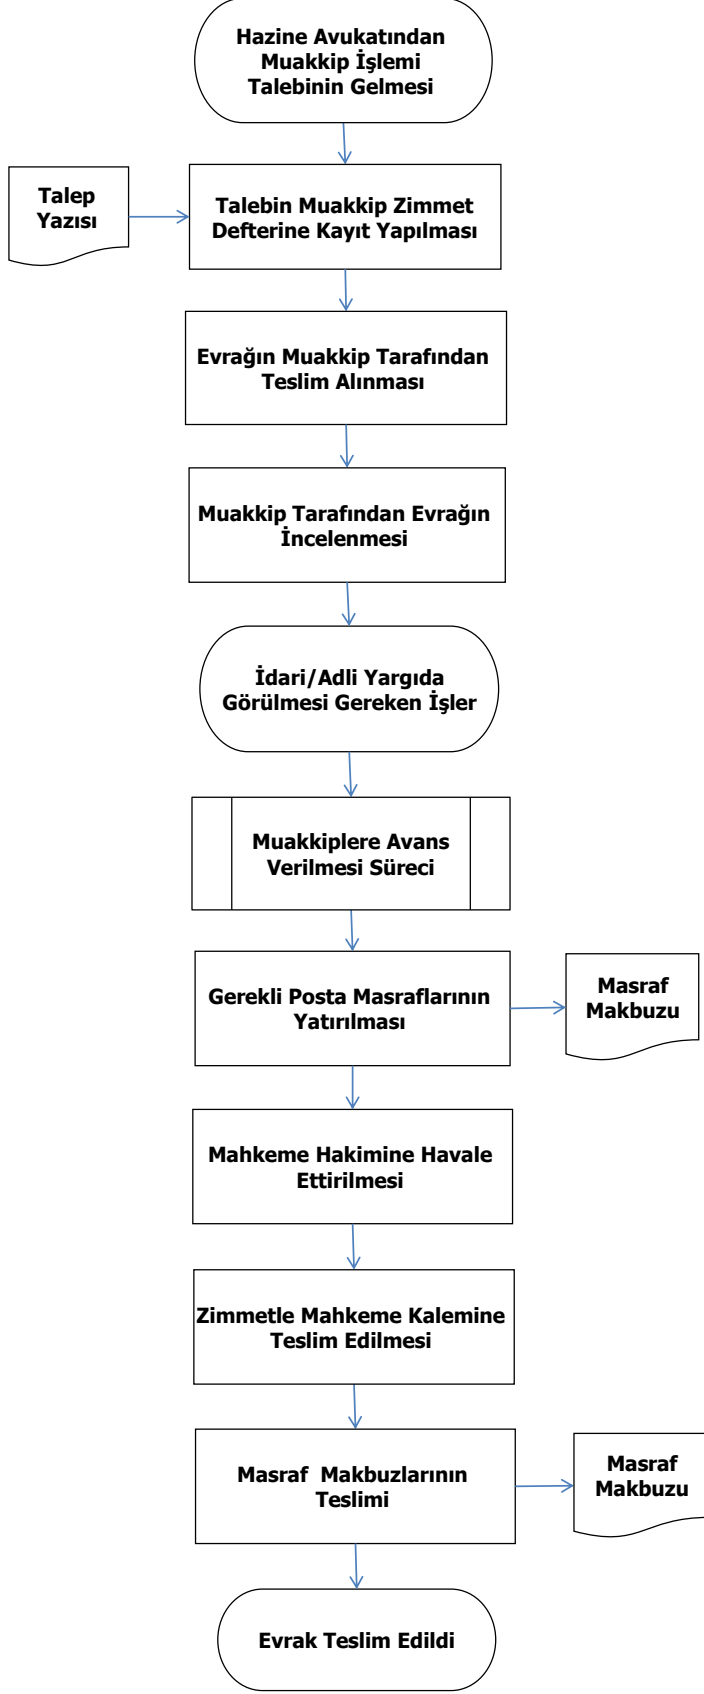 Hazine Avukatından
Muakkip İşlemi
Talebinin Gelmesi
Talep
Yazısı
Talebin Muakkip Zimmet
Defterine Kayıt Yapılması
Evrağın Muakkip Tarafından
Teslim Alınması
Muakkip Tarafından Evrağın
İncelenmesi
İdari/Adli Yargıda
Görülmesi Gereken İşler
Muakkiplere Avans
Verilmesi Süreci
Gerekli Posta Masraflarının
Yatırılması
Masraf
Makbuzu
Mahkeme Hakimine Havale
Ettirilmesi
Zimmetle Mahkeme Kalemine
Teslim Edilmesi
Masraf  Makbuzlarının
Teslimi
Masraf
Makbuzu
Evrak Teslim Edildi